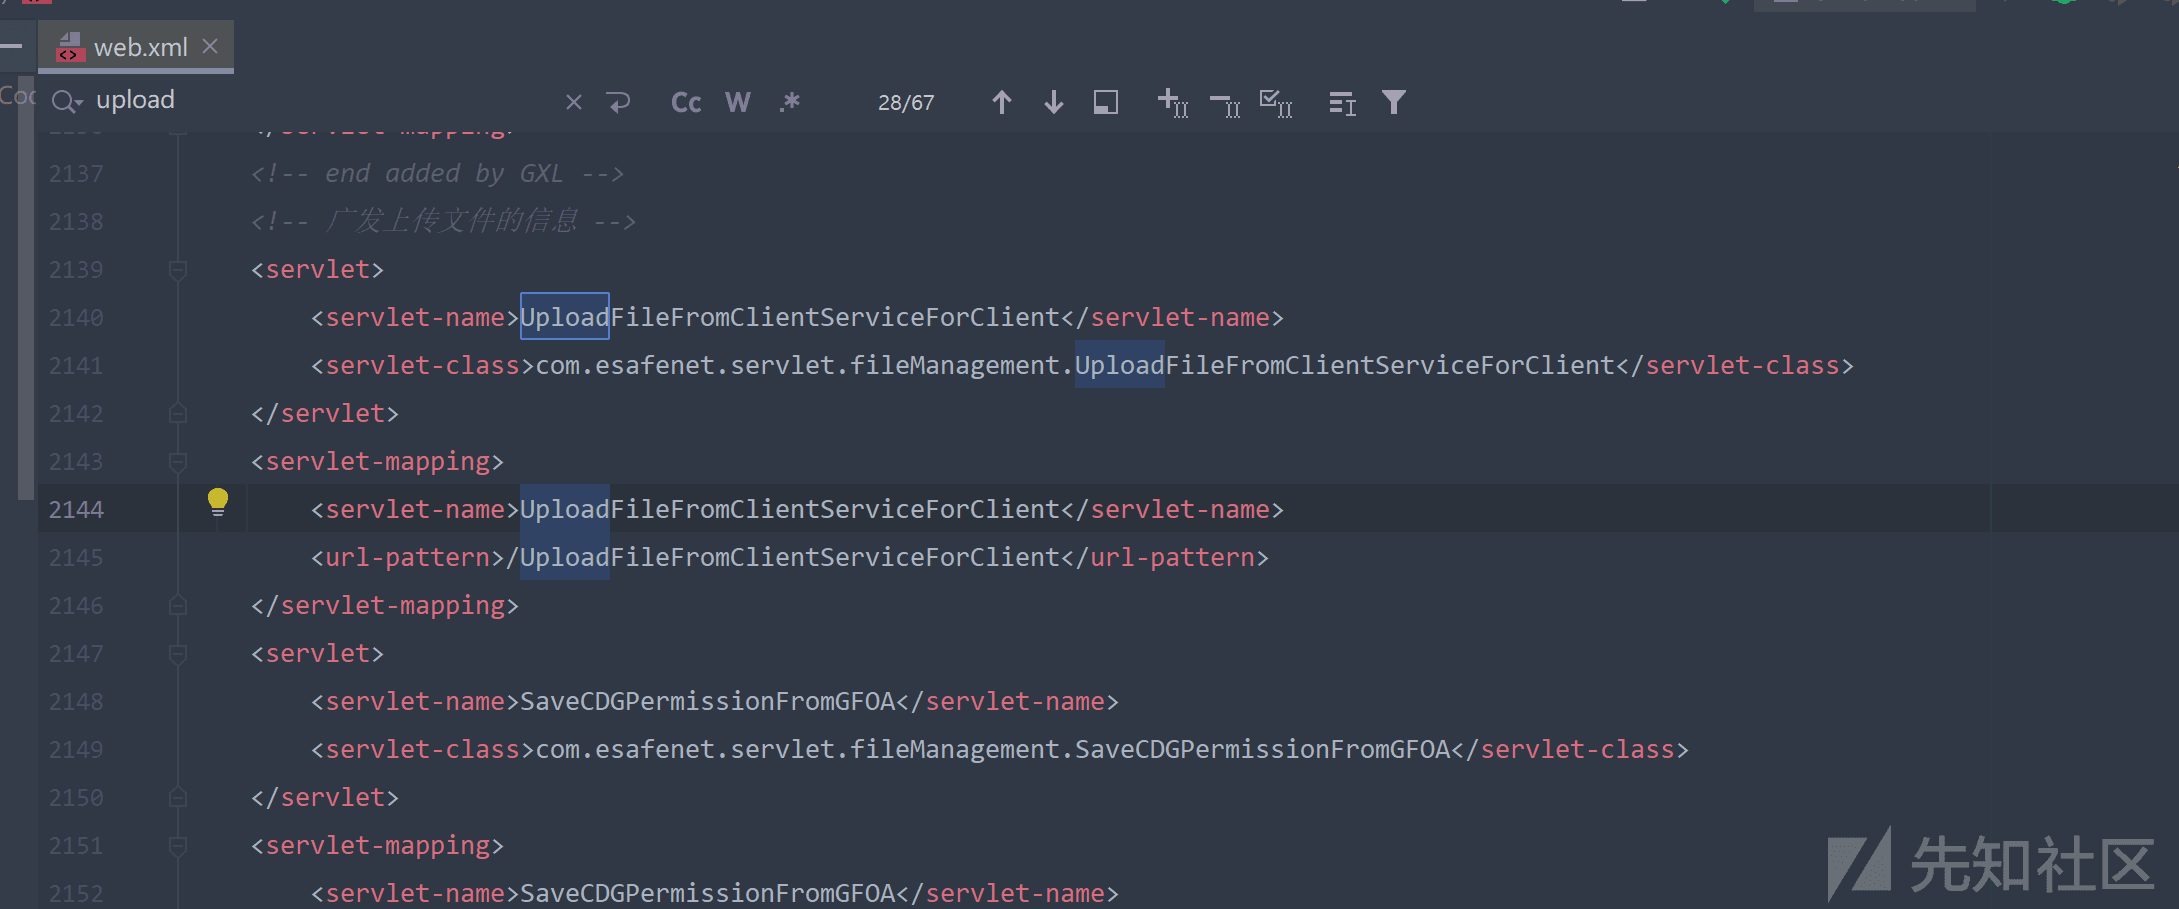 web.xml
upload
Cc W .* 28/67
</servlet-mapping>
2137 <!-- end added by GXL -->
2138 <!-- 广发上传文件的信息 -->
2139 <servlet>
2140 <servlet-name>UploadFileFromClientServiceForClient</servlet-name>
2141 <servlet-class>com.esafenet.servlet.fileManagement.UploadFileFromClientServiceForClient</servlet-class>
2142 </servlet>
2143 <servlet-mapping>
2144 <servlet-name>UploadFileFromClientServiceForClient</servlet-name>
2145 <url-pattern>/UploadFileFromClientServiceForClient</url-pattern>
2146 </servlet-mapping>
2147 <servlet>
2148 <servlet-name>SaveCDGPermissionFromGFOA</servlet-name>
2149 <servlet-class>com.esafenet.servlet.fileManagement.SaveCDGPermissionFromGFOA</servlet-class>
2150 </servlet>
2151 <servlet-mapping>
2152 <servlet-name>SaveCDGPermissionFromGFOA</servlet-name>
先知社区